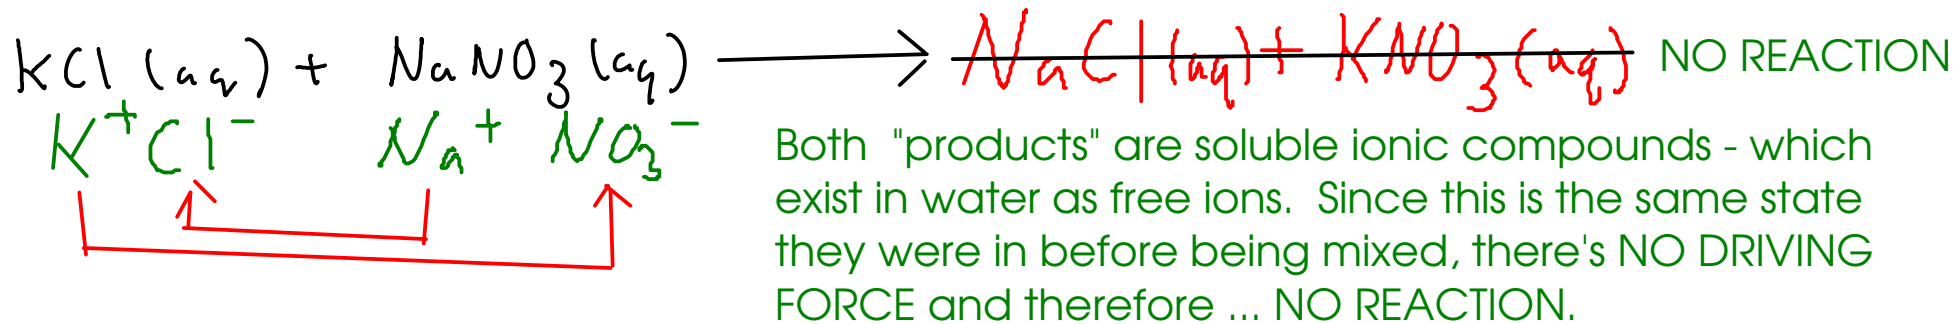 KCl (aq) + NaNO3 (aq) → NaCl (aq) + KNO3 (aq) NO REACTION
K+ Cl- Na+ NO3-
Both "products" are soluble ionic compounds - which
exist in water as free ions. Since this is the same state
they were in before being mixed, there's NO DRIVING
FORCE and therefore ... NO REACTION.